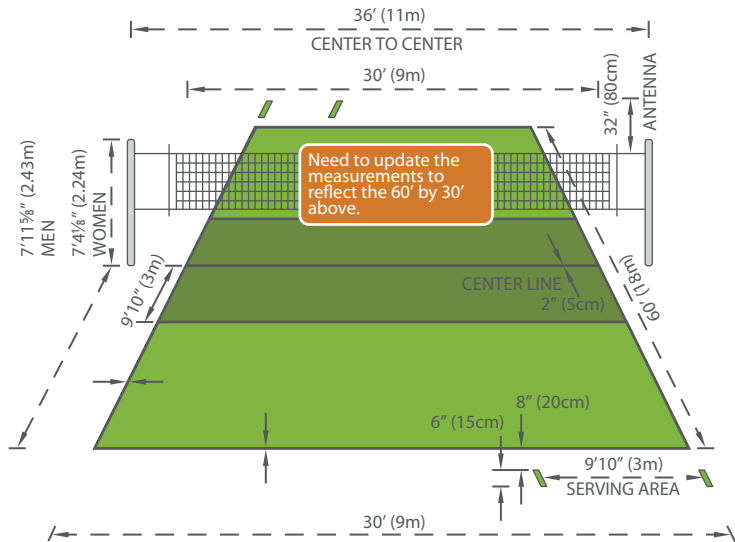 36’ (11m)
CENTER TO CENTER
30’ (9m)
32” (80cm)
ANTENNA
7’11⅝” (2.43m)
MEN
7’4⅛” (2.24m)
WOMEN
Need to update the
measurements to
reflect the 60’ by 30’
above.
9’10” (3m)
CENTER LINE
2” (5cm)
60’ (18m)
8” (20cm)
6” (15cm)
9’10” (3m)
SERVING AREA
30’ (9m)